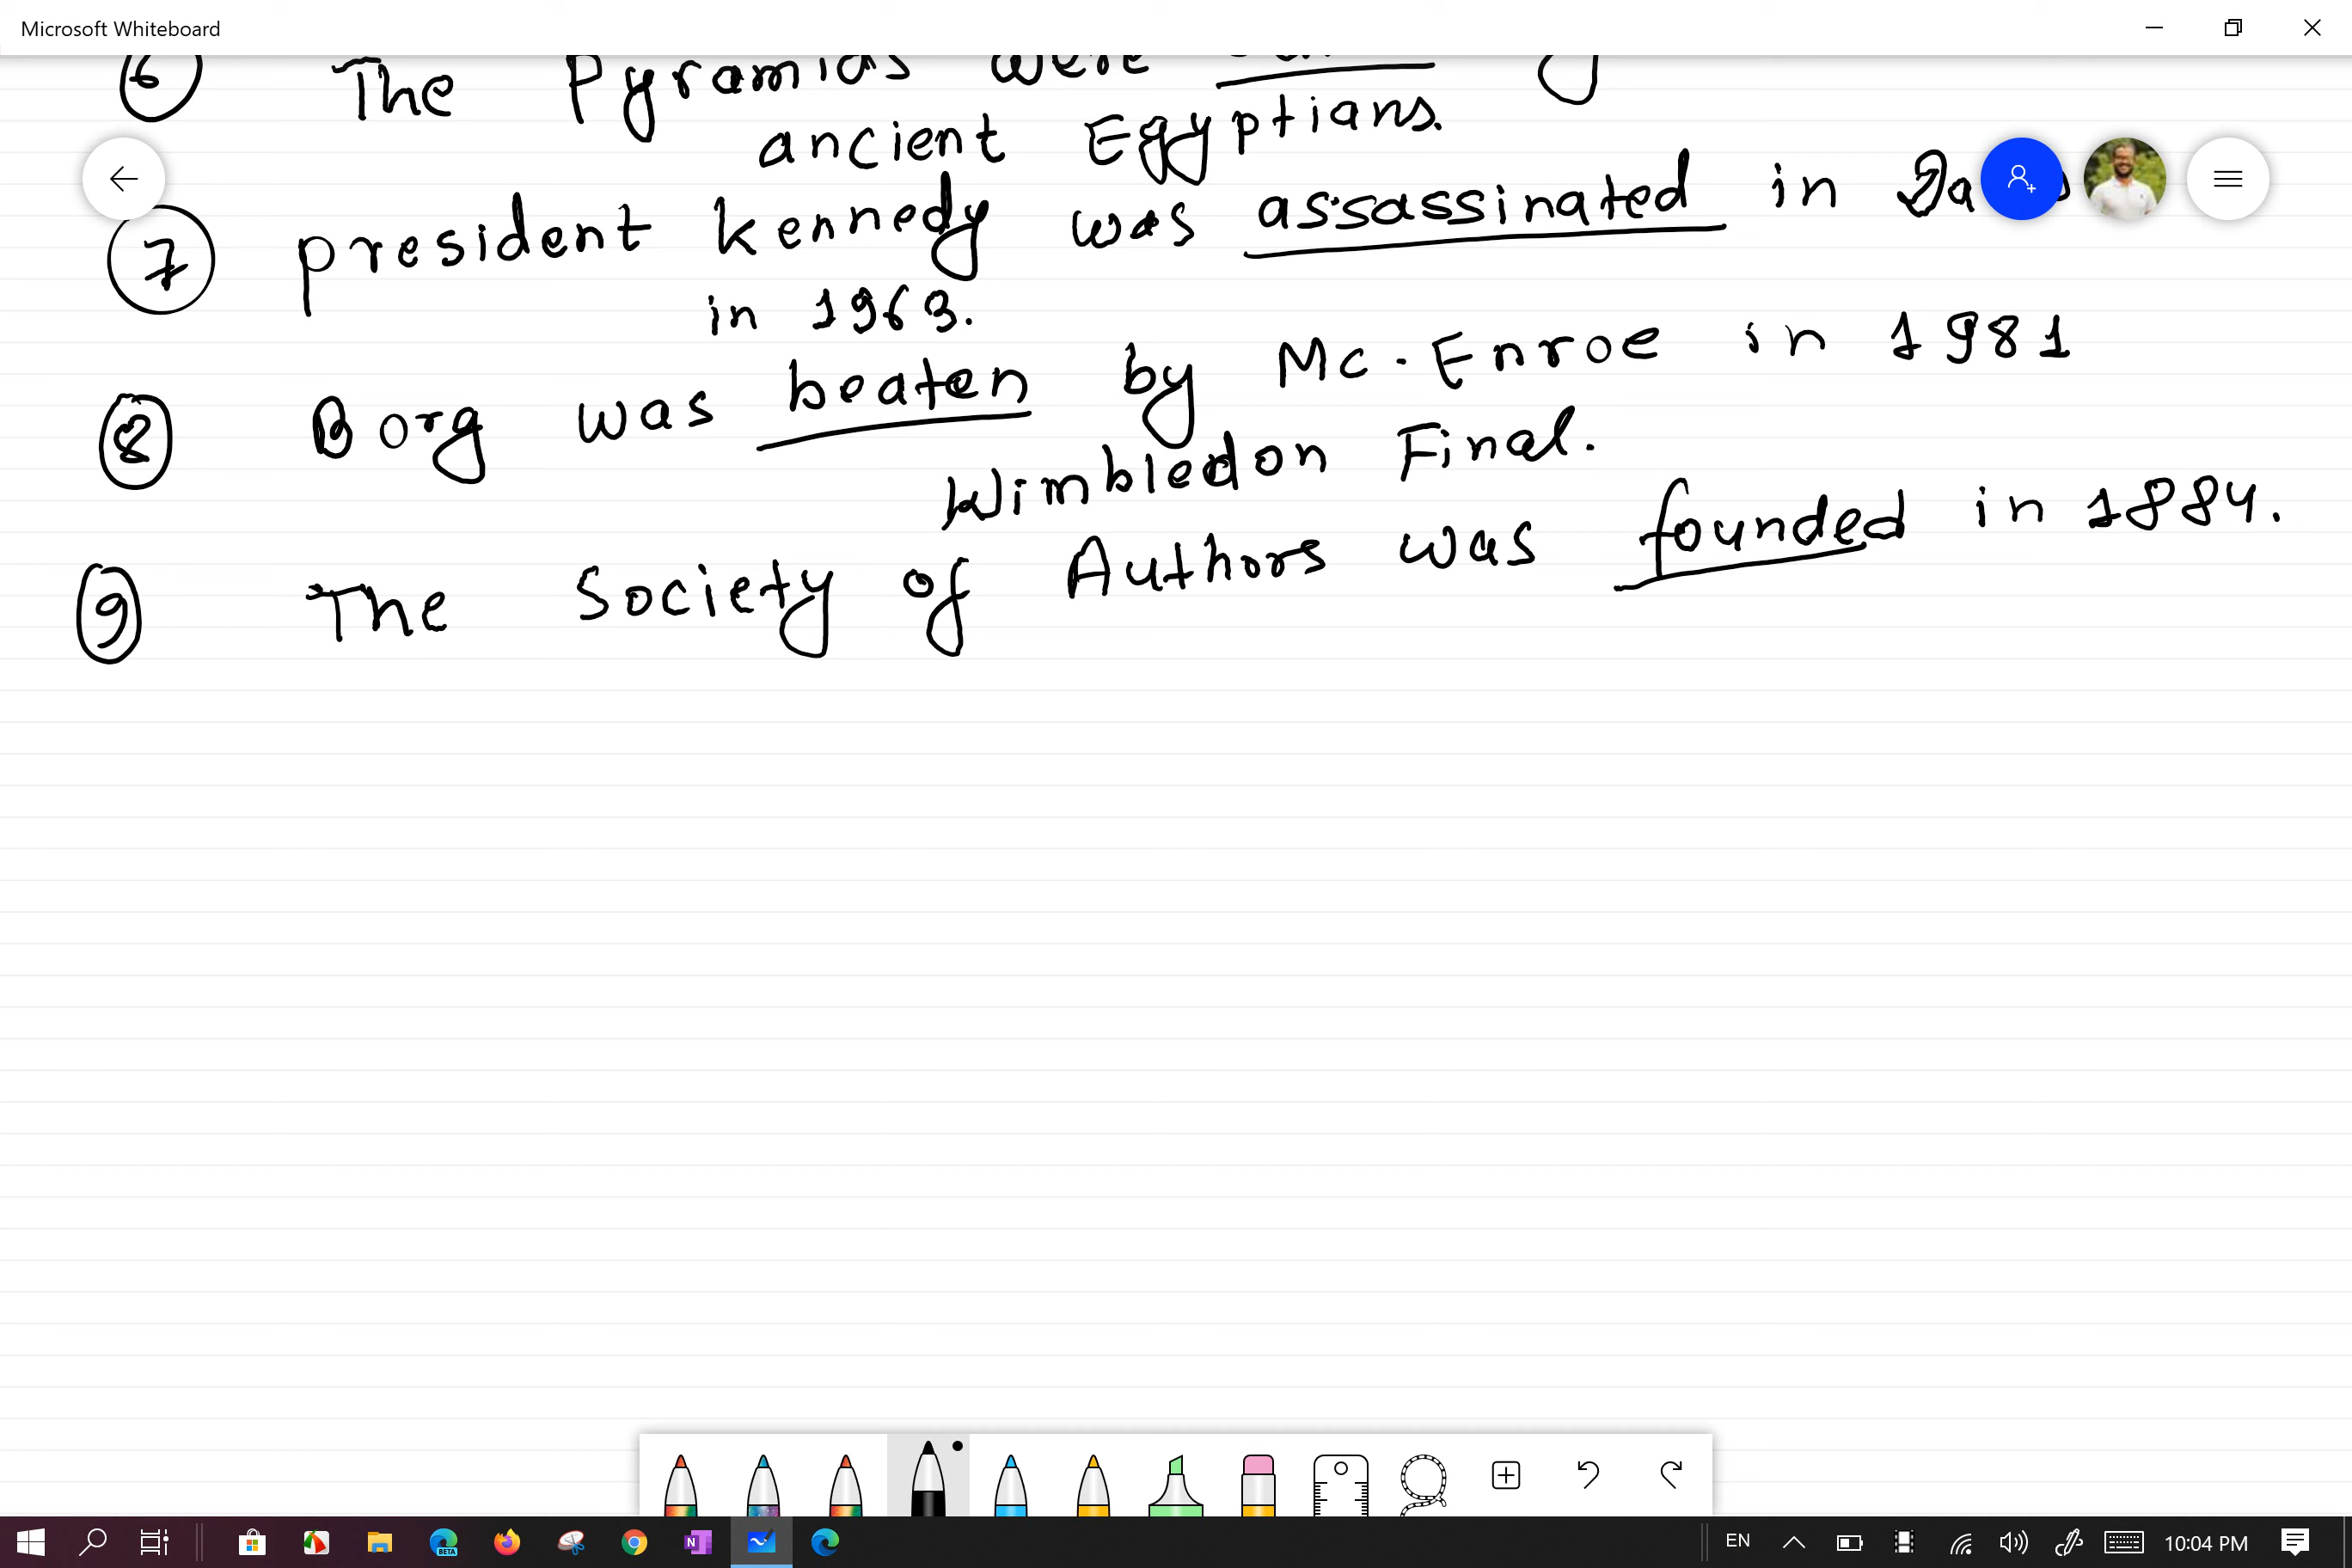 Microsoft Whiteboard
6 The Pyramids were
ancient Egyptians.
7 president kennedy was assassinated in
in 1963.
8 Borg was beaten by Mc-Enroe in 1981
Wimbledon Final.
9 The Society of Authors was founded in 1884.
BETA
N
EN
10:04 PM